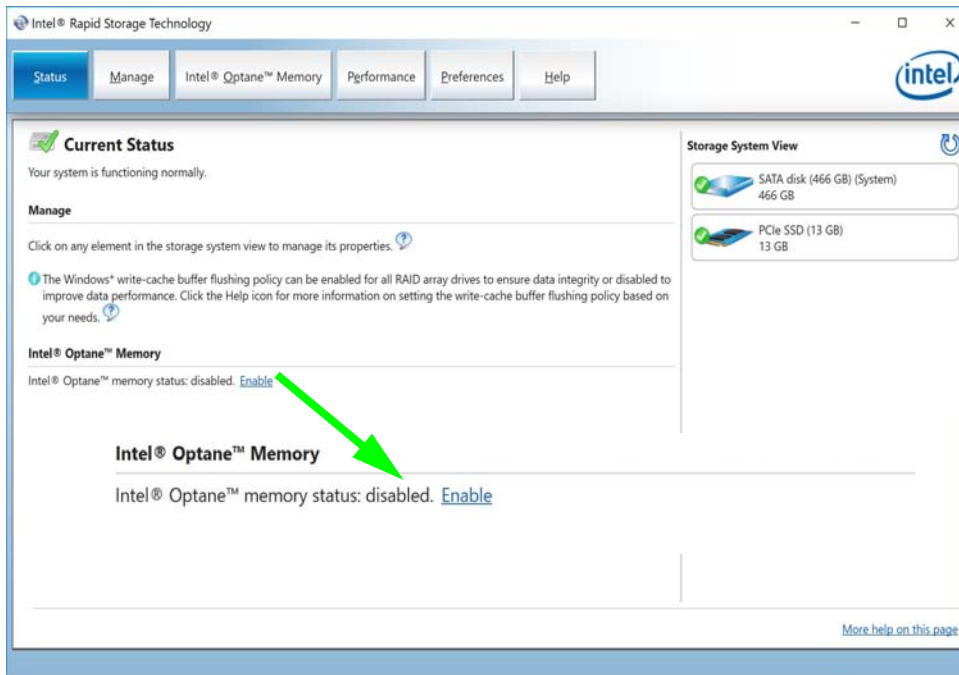 Intel® Rapid Storage Technology
Status Manage Intel® Optane™ Memory Performance Preferences Help
intel
Current Status
Your system is functioning normally.
Manage
Click on any element in the storage system view to manage its properties.
The Windows* write-cache buffer flushing policy can be enabled for all RAID array drives to ensure data integrity or disabled to
improve data performance. Click the Help icon for more information on setting the write-cache buffer flushing policy based on
your needs.
Intel® Optane™ Memory
Intel® Optane™ memory status: disabled. Enable
Intel® Optane™ Memory
Intel® Optane™ memory status: disabled. Enable
Storage System View
SATA disk (466 GB) (System)
466 GB
PCIe SSD (13 GB)
13 GB
More help on this page